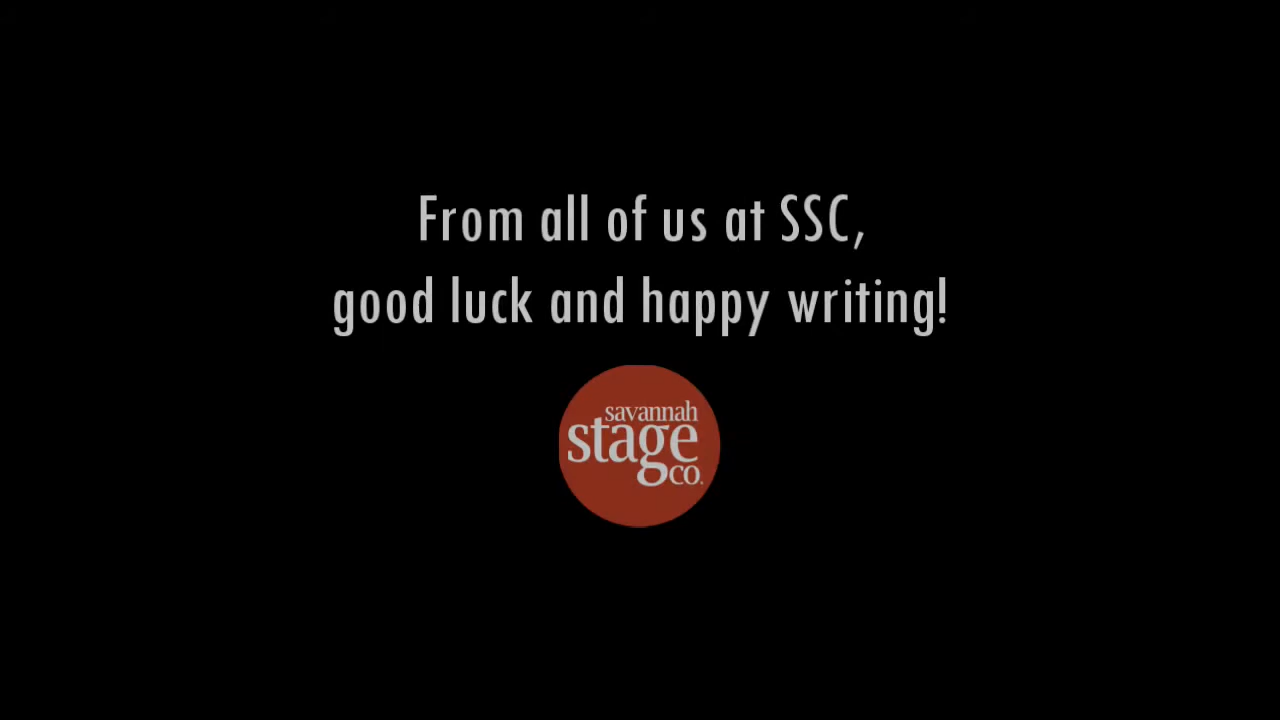 From all of us at SSC,
good luck and happy writing!
savannah
stage
co.